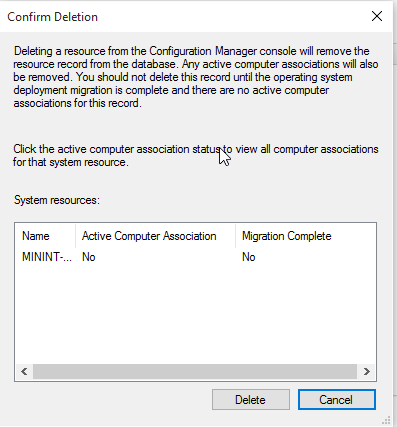 Confirm Deletion
Deleting a resource from the Configuration Manager console will remove the
resource record from the database. Any active computer associations will also
be removed. You should not delete this record until the operating system
deployment migration is complete and there are no active computer
associations for this record.
Click the active computer association status to view all computer associations
for that system resource.
System resources:
Name Active Computer Association Migration Complete
MININT-... No No
Delete Cancel